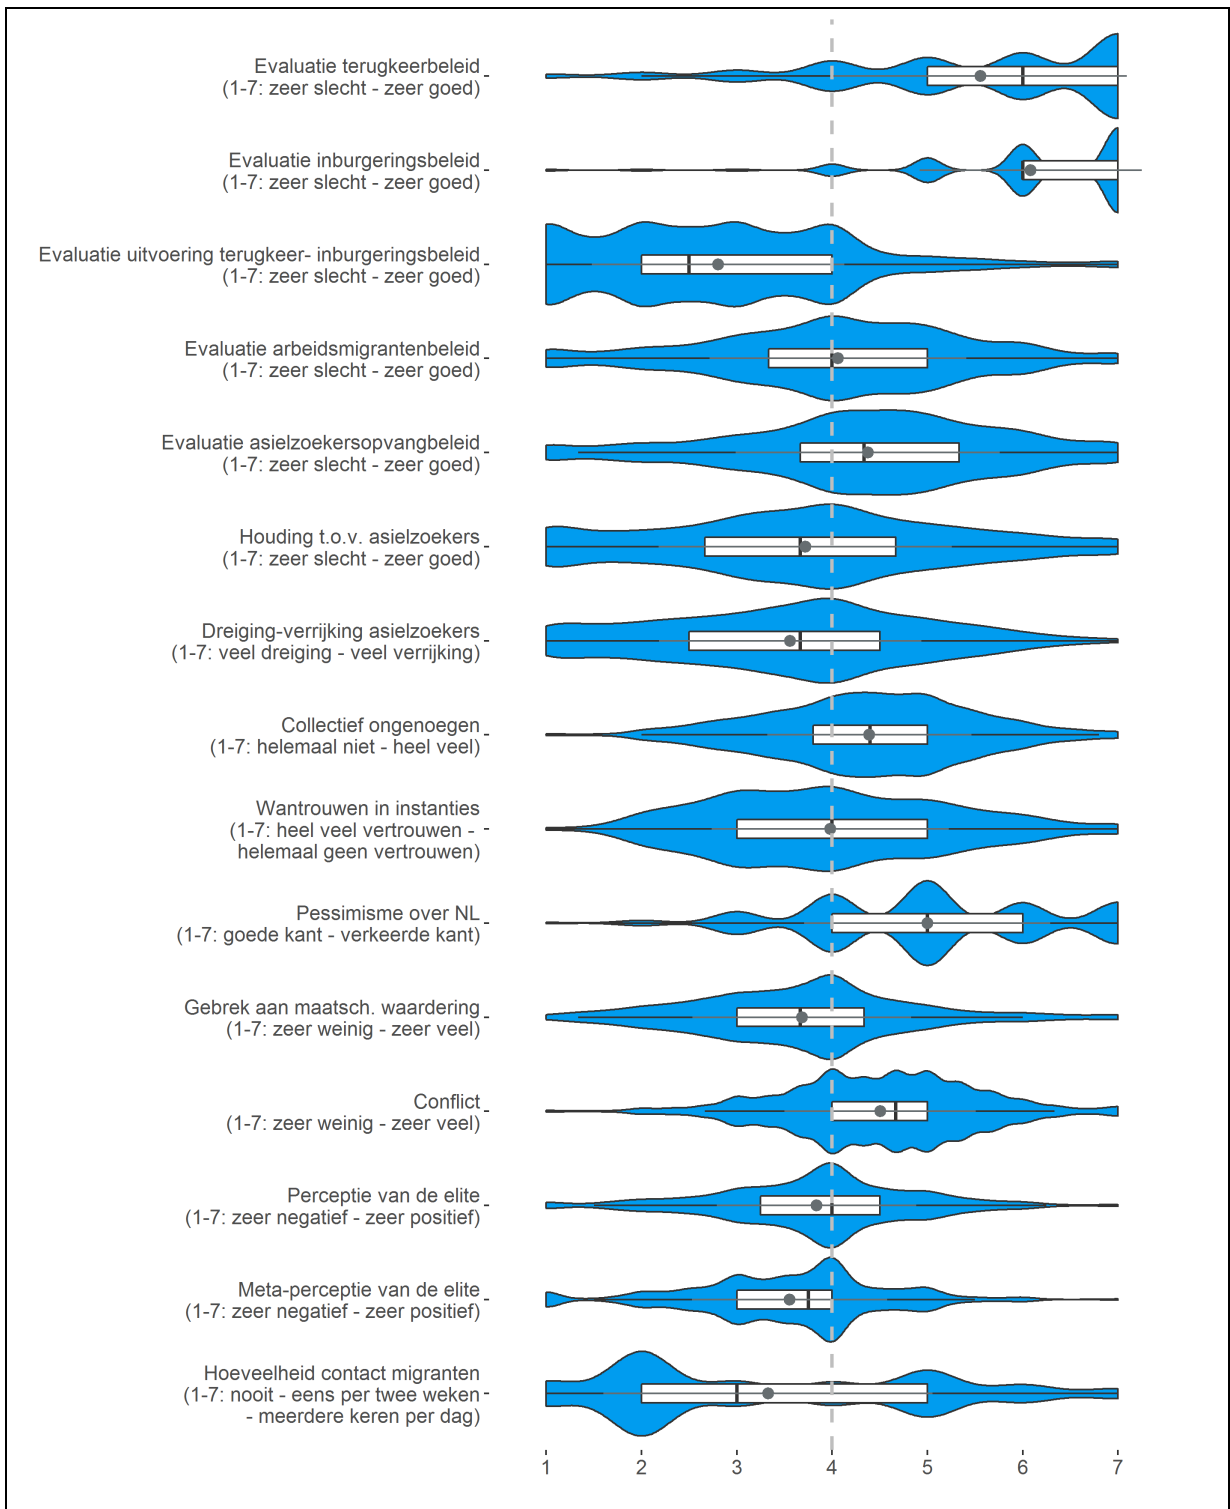 Evaluatie terugkeerbeleid
(1-7: zeer slecht - zeer goed)
Evaluatie inburgeringsbeleid
(1-7: zeer slecht - zeer goed)
Evaluatie uitvoering terugkeer- inburgeringsbeleid
(1-7: zeer slecht - zeer goed)
Evaluatie arbeidsmigrantenbeleid
(1-7: zeer slecht - zeer goed)
Evaluatie asielzoekersopvangbeleid
(1-7: zeer slecht - zeer goed)
Houding t.o.v. asielzoekers
(1-7: zeer slecht - zeer goed)
Dreiging-verrijking asielzoekers
(1-7: veel dreiging - veel verrijking)
Collectief ongenoegen
(1-7: helemaal niet - heel veel)
Wantrouwen in instanties
(1-7: heel veel vertrouwen -
helemaal geen vertrouwen)
Pessimisme over NL
(1-7: goede kant - verkeerde kant)
Gebrek aan maatsch. waardering
(1-7: zeer weinig - zeer veel)
Conflict
(1-7: zeer weinig - zeer veel)
Perceptie van de elite
(1-7: zeer negatief - zeer positief)
Meta-perceptie van de elite
(1-7: zeer negatief - zeer positief)
Hoeveelheid contact migranten
(1-7: nooit - eens per twee weken
- meerdere keren per dag)
1 2 3 4 5 6 7